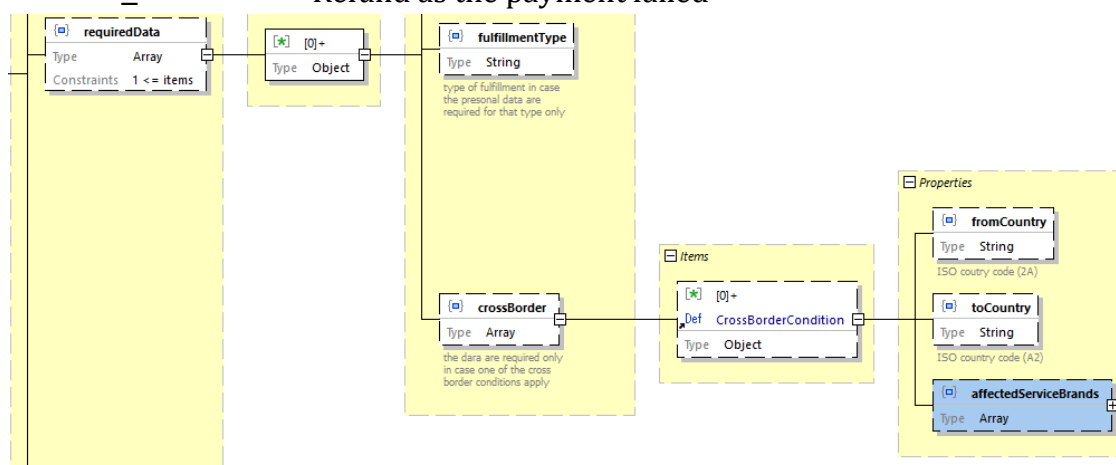 Refund as the payment failed
requiredData
Type Array
Constraints 1 <= items
[*] [0]+
Type Object
fulfillmentType
Type String
type of fulfillment in case
the presonal data are
required for that type only
crossBorder
Type Array
the dara are required only
in case one of the cross
border conditions apply
Items
[*] [0]+
Def CrossBorderCondition
Type Object
Properties
fromCountry
Type String
ISO coutry code (2A)
toCountry
Type String
ISO country code (A2)
affectedServiceBrands
Type Array